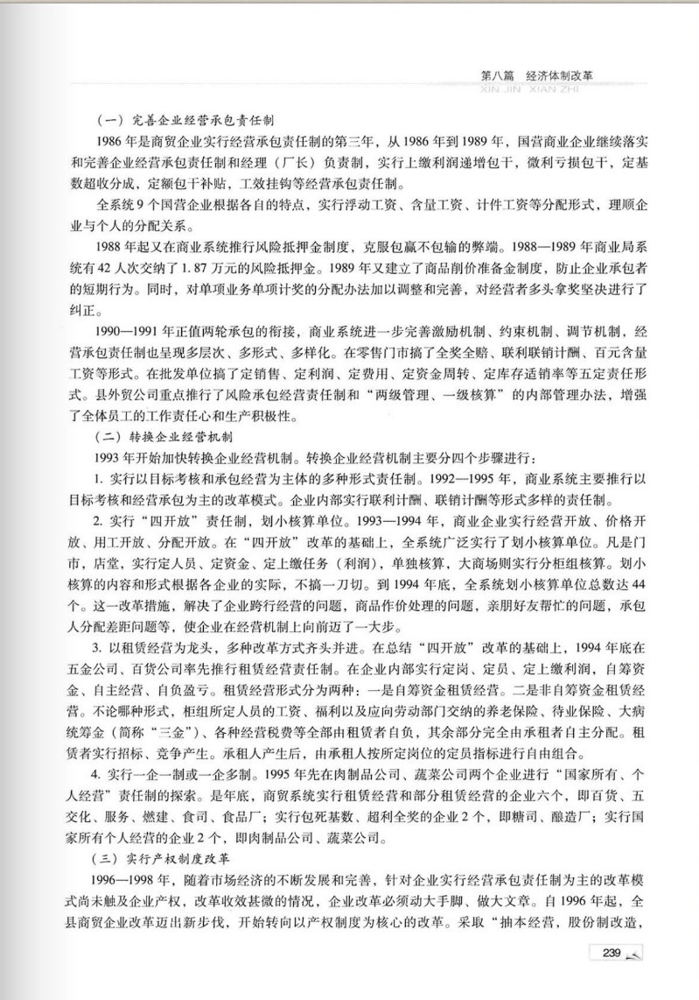 第八篇 经济体制改革
XIN JIN XIAN ZHI
（一）完善企业经营承包责任制
1986 年是商贸企业实行经营承包责任制的第三年，从 1986 年到 1989 年，国营商业企业继续落实
和完善企业经营承包责任制和经理（厂长）负责制，实行上缴利润递增包干，微利亏损包干，定基
数超收分成，定额包干补贴，工效挂钩等经营承包责任制。
全系统 9 个国营企业根据各自的特点，实行浮动工资、含量工资、计件工资等分配形式，理顺企
业与个人的分配关系。
1988 年起又在商业系统推行风险抵押金制度，克服包赢不包输的弊端。1988—1989 年商业局系
统有 42 人次交纳了 1. 87 万元的风险抵押金。1989 年又建立了商品削价准备金制度，防止企业承包者
的短期行为。同时，对单项业务单项计奖的分配办法加以调整和完善，对经营者多头拿奖坚决进行了
纠正。
1990—1991 年正值两轮承包的衔接，商业系统进一步完善激励机制、约束机制、调节机制，经
营承包责任制也呈现多层次、多形式、多样化。在零售门市搞了全奖全赔、联利联销计酬、百元含量
工资等形式。在批发单位搞了定销售、定利润、定费用、定资金周转、定库存适销率等五定责任形
式。县外贸公司重点推行了风险承包经营责任制和“两级管理、一级核算”的内部管理办法，增强
了全体员工的工作责任心和生产积极性。
（二）转换企业经营机制
1993 年开始加快转换企业经营机制。转换企业经营机制主要分四个步骤进行：
1. 实行以目标考核和承包经营为主体的多种形式责任制。1992—1995 年，商业系统主要推行以
目标考核和经营承包为主的改革模式。企业内部实行联利计酬、联销计酬等形式多样的责任制。
2. 实行“四开放”责任制，划小核算单位。1993—1994 年，商业企业实行经营开放、价格开
放、用工开放、分配开放。在“四开放”改革的基础上，全系统广泛实行了划小核算单位。凡是门
市，店堂，实行定人员、定资金、定上缴任务（利润），单独核算，大商场则实行分柜组核算。划小
核算的内容和形式根据各企业的实际，不搞一刀切。到 1994 年底，全系统划小核算单位总数达 44
个。这一改革措施，解决了企业跨行经营的问题，商品作价处理的问题，亲朋好友帮忙的问题，承包
人分配差距问题等，使企业在经营机制上向前迈了一大步。
3. 以租赁经营为龙头，多种改革方式齐头并进。在总结“四开放”改革的基础上，1994 年底在
五金公司、百货公司率先推行租赁经营责任制。在企业内部实行定岗、定员、定上缴利润，自筹资
金、自主经营、自负盈亏。租赁经营形式分为两种：一是自筹资金租赁经营。二是非自筹资金租赁经
营。不论哪种形式，柜组所定人员的工资、福利以及应向劳动部门交纳的养老保险、待业保险、大病
统筹金（简称“三金”）、各种经营税费等全部由租赁者自负，其余部分完全由承租者自主分配。租
赁者实行招标、竞争产生。承租人产生后，由承租人按所定岗位的定员指标进行自由组合。
4. 实行一企一制或一企多制。1995 年先在肉制品公司、蔬菜公司两个企业进行“国家所有、个
人经营”责任制的探索。是年底，商贸系统实行租赁经营和部分租赁经营的企业六个，即百货、五
交化、服务、燃建、食司、食品厂；实行包死基数、超利全奖的企业 2 个，即糖司、酿造厂；实行国
家所有个人经营的企业 2 个，即肉制品公司、蔬菜公司。
（三）实行产权制度改革
1996—1998 年，随着市场经济的不断发展和完善，针对企业实行经营承包责任制为主的改革模
式尚未触及企业产权，改革收效甚微的情况，企业改革必须动大手脚、做大文章。自 1996 年起，全
县商贸企业改革迈出新步伐，开始转向以产权制度为核心的改革。采取“抽本经营，股份制改造，
239